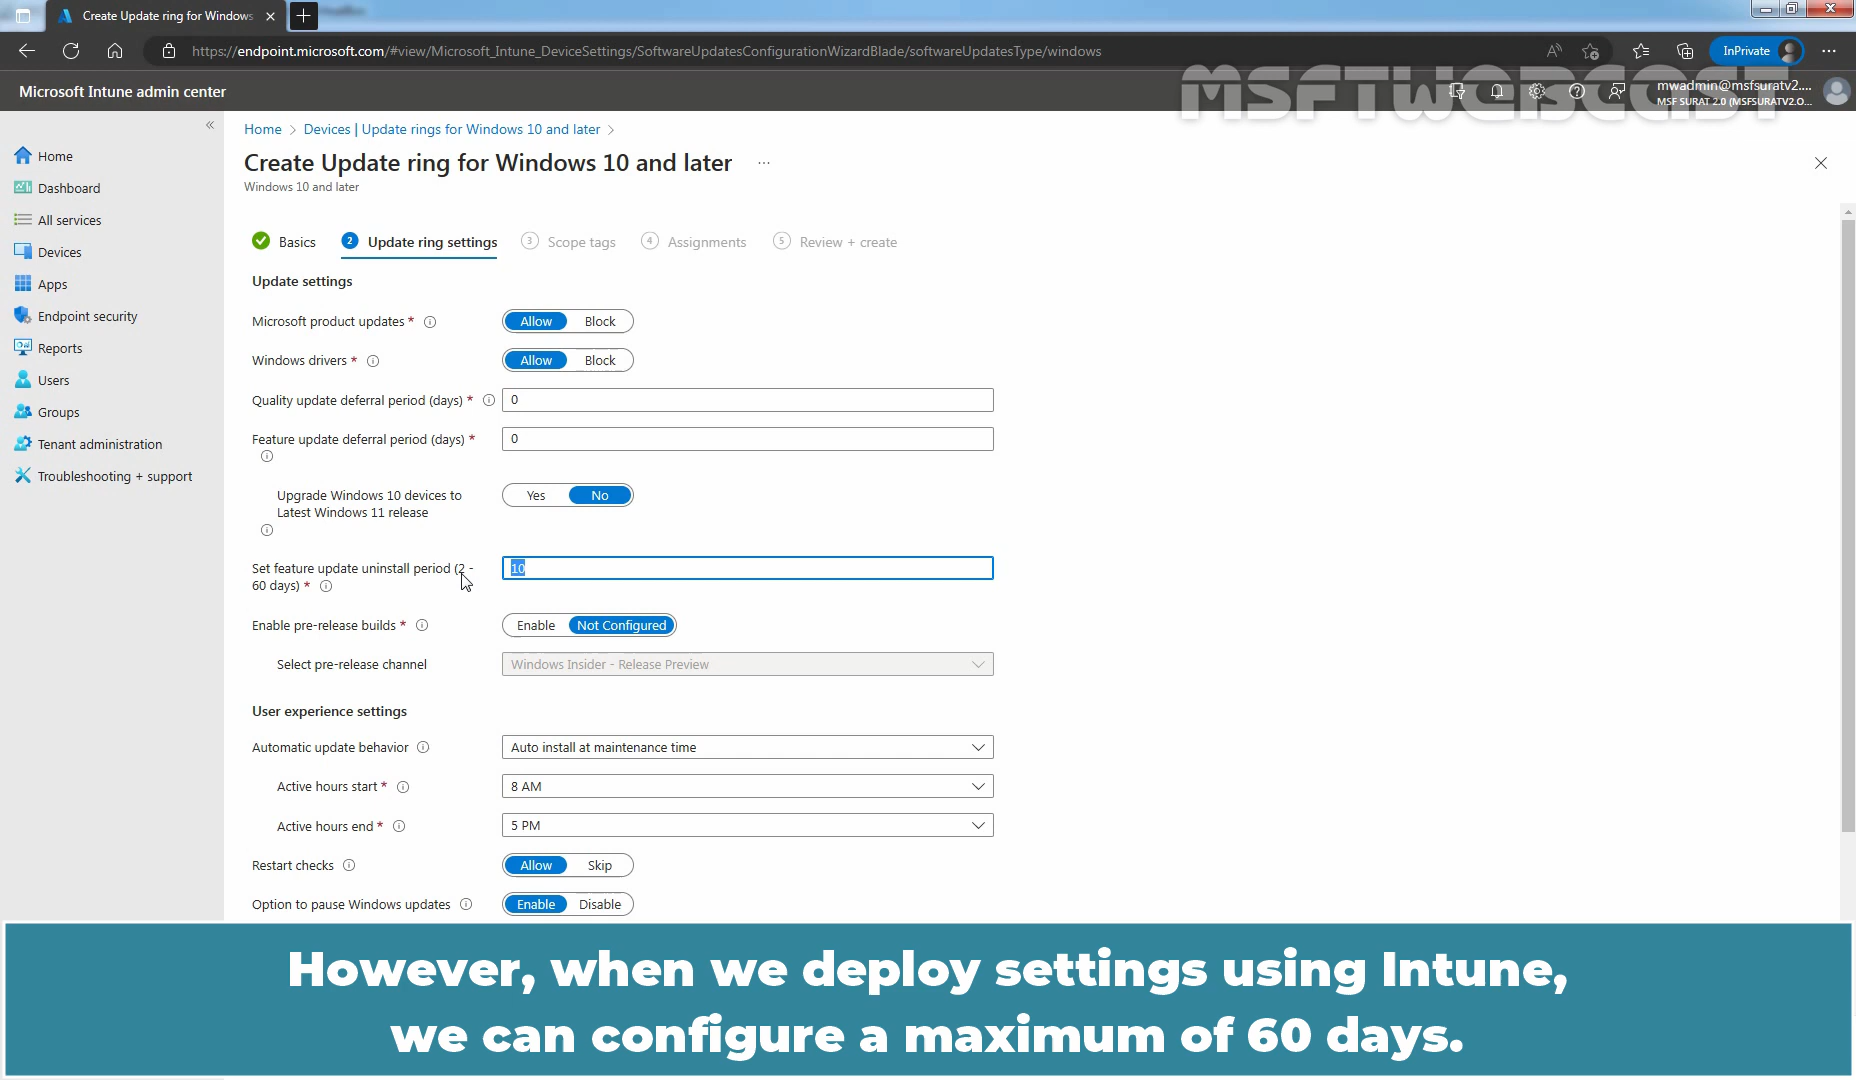 Create Update ring for Windows
https://endpoint.microsoft.com/#view/Microsoft_Intune_DeviceSettings/SoftwareUpdatesConfigurationWizardBlade/softwareUpdatesType/windows
InPrivate
Microsoft Intune admin center
MSFTWEBCAST
mwadmin@msfsuratv2....
MSF SURAT 2.0 (MSFSURATV2.O...
Home > Devices | Update rings for Windows 10 and later >
Create Update ring for Windows 10 and later ...
Windows 10 and later
Home
Dashboard
All services
Devices
Apps
Endpoint security
Reports
Users
Groups
Tenant administration
Troubleshooting + support
Basics 2 Update ring settings 3 Scope tags 4 Assignments 5 Review + create
Update settings
Microsoft product updates * Allow Block
Windows drivers * Allow Block
Quality update deferral period (days) * 0
Feature update deferral period (days) * 0
Upgrade Windows 10 devices to Yes No
Latest Windows 11 release
Set feature update uninstall period (2 - 10
60 days) *
Enable pre-release builds * Enable Not Configured
Select pre-release channel Windows Insider - Release Preview
User experience settings
Automatic update behavior Auto install at maintenance time
Active hours start * 8 AM
Active hours end * 5 PM
Restart checks Allow Skip
Option to pause Windows updates Enable Disable
However, when we deploy settings using Intune,
we can configure a maximum of 60 days.